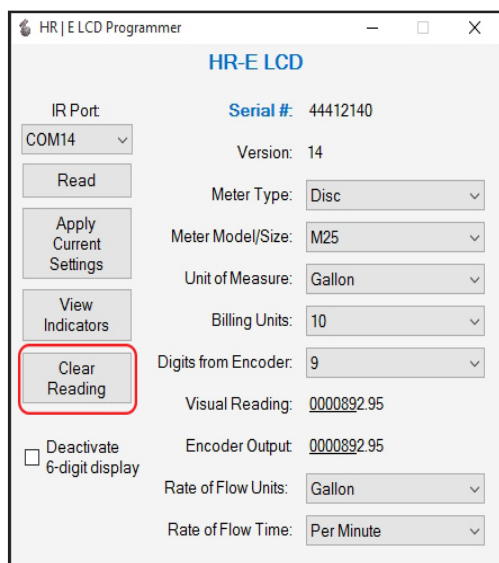 HR | E LCD Programmer
HR-E LCD
IR Port:
COM14
Read
Apply
Current
Settings
View
Indicators
Clear
Reading
Deactivate
6-digit display
Serial #: 44412140
Version: 14
Meter Type: Disc
Meter Model/Size: M25
Unit of Measure: Gallon
Billing Units: 10
Digits from Encoder: 9
Visual Reading: 0000892.95
Encoder Output: 0000892.95
Rate of Flow Units: Gallon
Rate of Flow Time: Per Minute